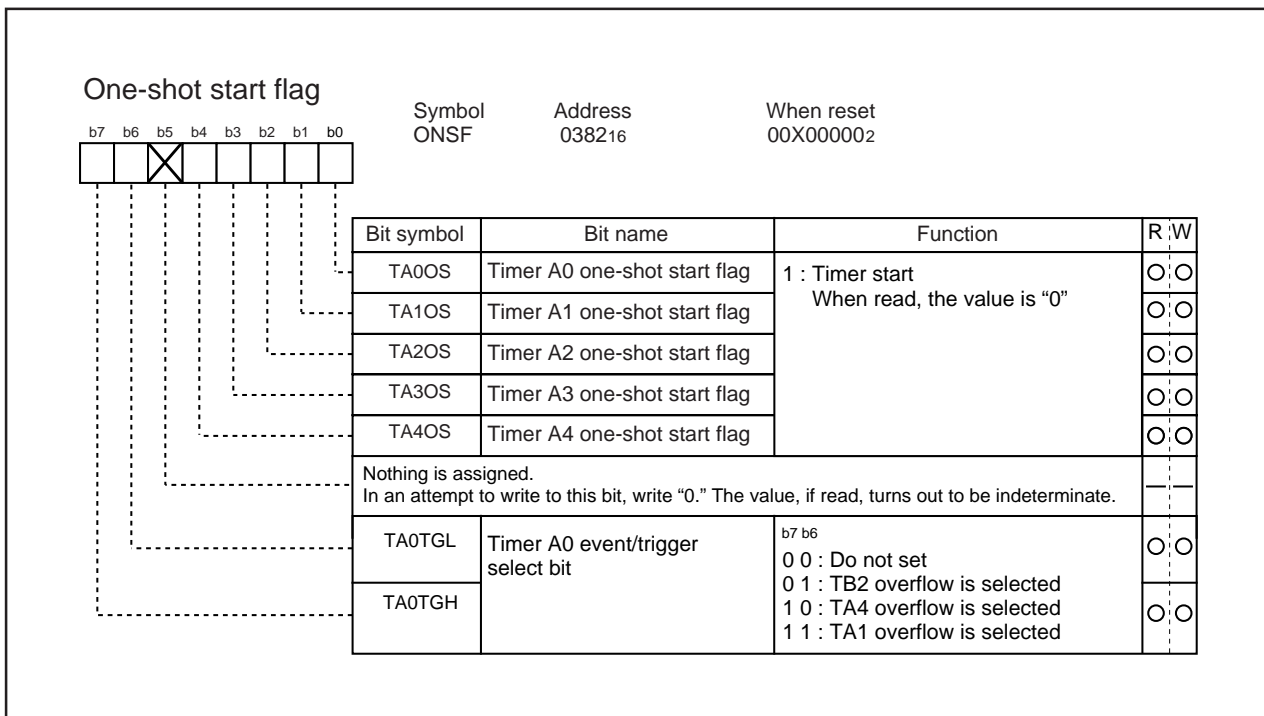 One-shot start flag
Symbol Address When reset
ONSF 038216 00X000002
b7 b6 b5 b4 b3 b2 b1 b0
Bit symbol Bit name Function R W
TA0OS Timer A0 one-shot start flag 1 : Timer start
When read, the value is “0”
TA1OS Timer A1 one-shot start flag
TA2OS Timer A2 one-shot start flag
TA3OS Timer A3 one-shot start flag
TA4OS Timer A4 one-shot start flag
Nothing is assigned.
In an attempt to write to this bit, write “0.” The value, if read, turns out to be indeterminate.
TA0TGL Timer A0 event/trigger
select bit
TA0TGH
b7 b6
0 0 : Do not set
0 1 : TB2 overflow is selected
1 0 : TA4 overflow is selected
1 1 : TA1 overflow is selected